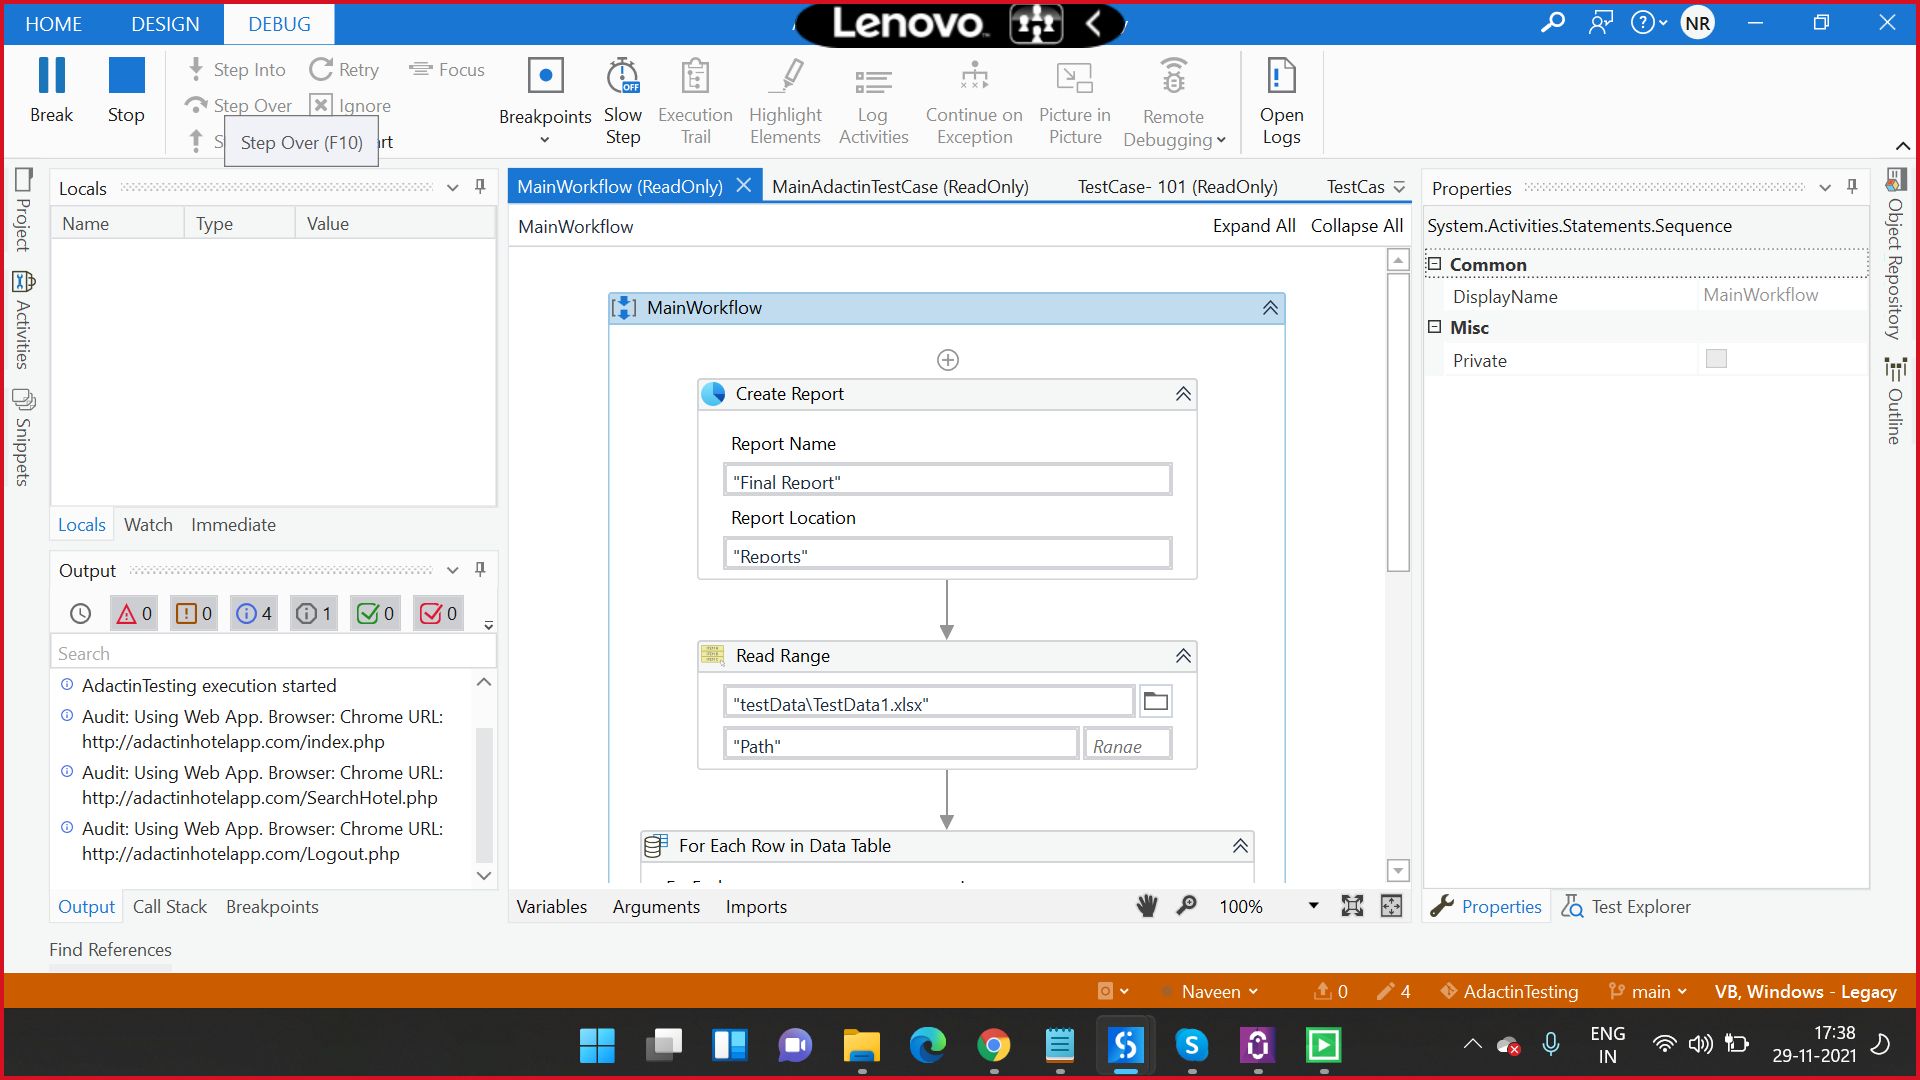 HOME DESIGN DEBUG
Lenovo
NR
Break Stop
Step Into Retry Focus
Step Over Ignore
Step Over (F10)
Breakpoints
Slow Step
Execution Trail
Highlight Elements
Log Activities
Continue on Exception
Picture in Picture
Remote Debugging
Open Logs
Project
Activities
Snippets
Locals
Name Type Value
Locals Watch Immediate
Output
0 0 4 1 0 0
Search
AdactinTesting execution started
Audit: Using Web App. Browser: Chrome URL:
http://adactinhotelapp.com/index.php
Audit: Using Web App. Browser: Chrome URL:
http://adactinhotelapp.com/SearchHotel.php
Audit: Using Web App. Browser: Chrome URL:
http://adactinhotelapp.com/Logout.php
Output Call Stack Breakpoints
Find References
MainWorkflow (ReadOnly) MainAdactinTestCase (ReadOnly) TestCase- 101 (ReadOnly) TestCas
MainWorkflow Expand All Collapse All
MainWorkflow
Create Report
Report Name
"Final Report"
Report Location
"Reports"
Read Range
"testData\TestData1.xlsx"
"Path" Range
For Each Row in Data Table
Variables Arguments Imports 100%
Properties
System.Activities.Statements.Sequence
Common
DisplayName MainWorkflow
Misc
Private
Properties Test Explorer
Object Repository
Outline
Naveen 0 4 AdactinTesting main VB, Windows - Legacy
ENG
IN
17:38
29-11-2021